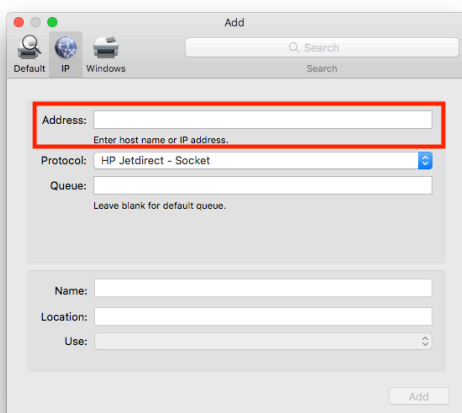 Add
Default IP Windows
Search
Search
Address:
Enter host name or IP address.
Protocol: HP Jetdirect - Socket
Queue:
Leave blank for default queue.
Name:
Location:
Use:
Add